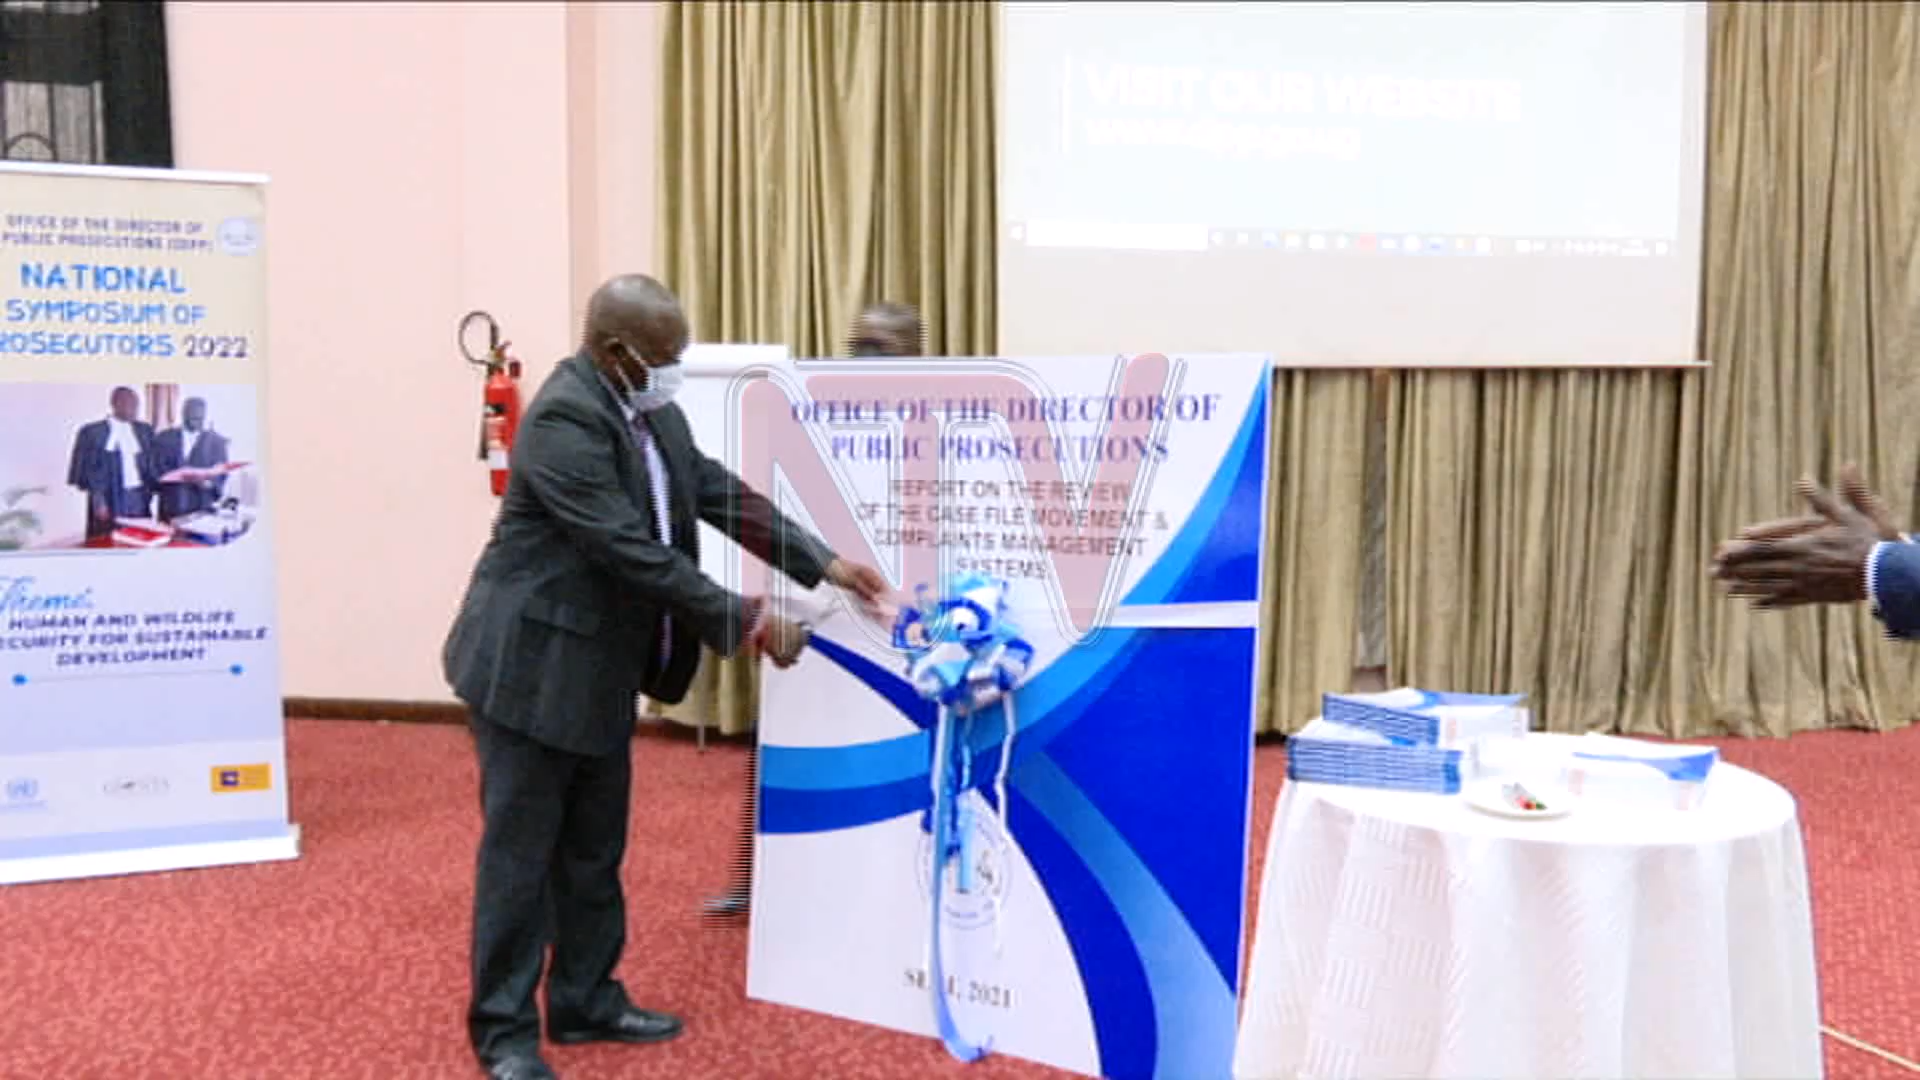 OFFICE OF THE DIRECTOR OF
PUBLIC PROSECUTIONS (ODPP)
NATIONAL
SYMPOSIUM OF
ROSECUTORS 2022
Theme:
HUMAN AND WILDLIFE
ECURITY FOR SUSTAINABLE
DEVELOPMENT
VISIT OUR WEBSITE
NTV
OFFICE OF THE DIRECTOR OF
PUBLIC PROSECUTIONS
REPORT ON THE REVIEW
OF THE CASE FILE MOVEMENT &
COMPLAINTS MANAGEMENT
SYSTEMS
2021